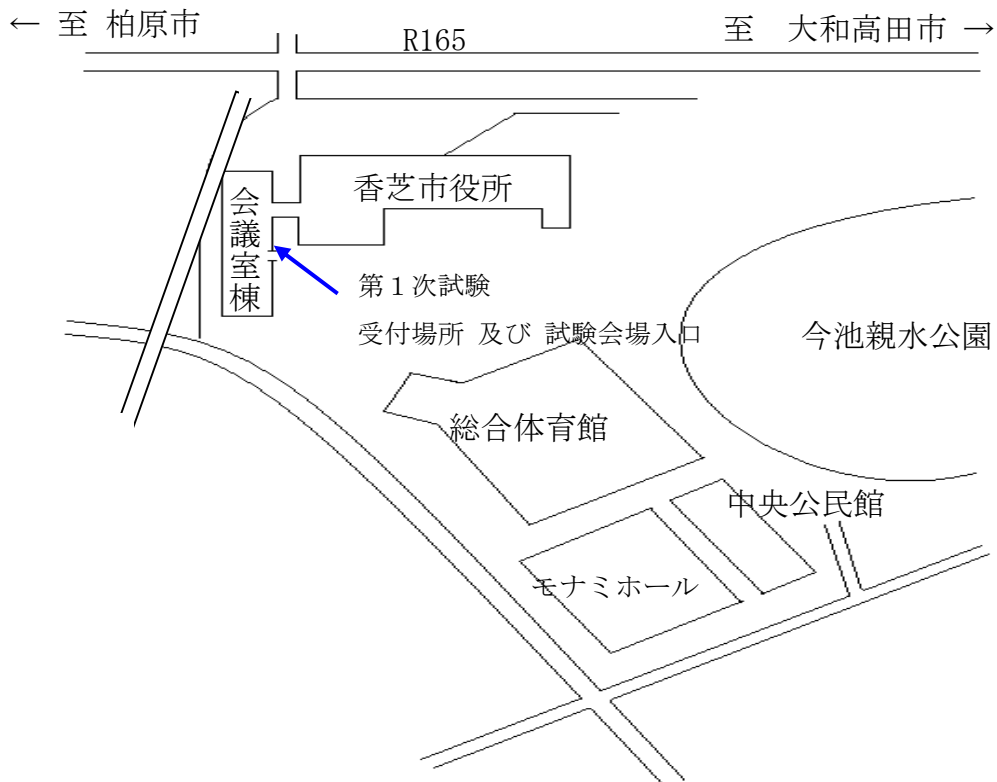 ← 至 柏原市
R165
至 大和高田市 →
香芝市役所
会議室棟
第１次試験
受付場所 及び 試験会場入口
今池親水公園
総合体育館
中央公民館
モナミホール